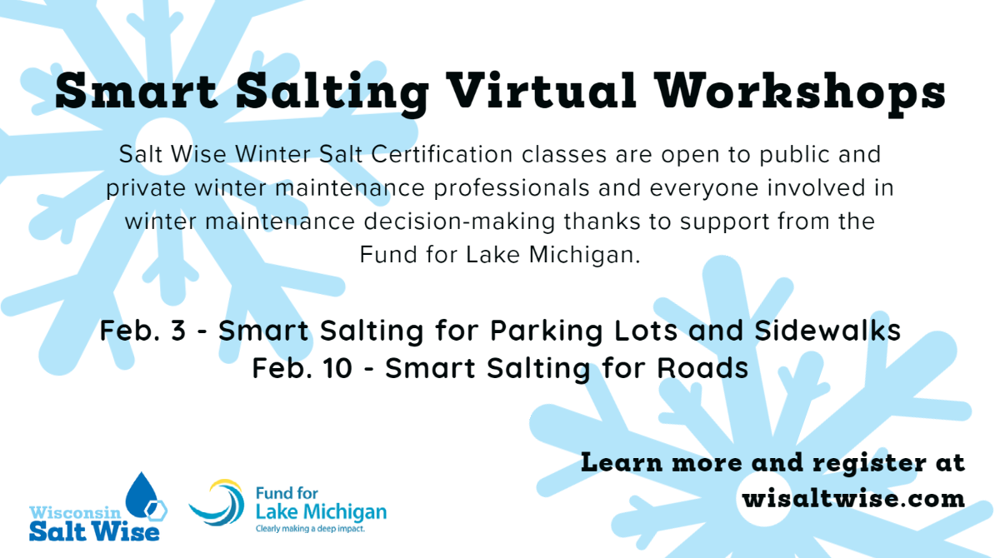 Smart Salting Virtual Workshops
Salt Wise Winter Salt Certification classes are open to public and
private winter maintenance professionals and everyone involved in
winter maintenance decision-making thanks to support from the
Fund for Lake Michigan.
Feb. 3 - Smart Salting for Parking Lots and Sidewalks
Feb. 10 - Smart Salting for Roads
Learn more and register at
wisaltwise.com
Wisconsin
Salt Wise
Fund for
Lake Michigan
Clearly making a deep impact.